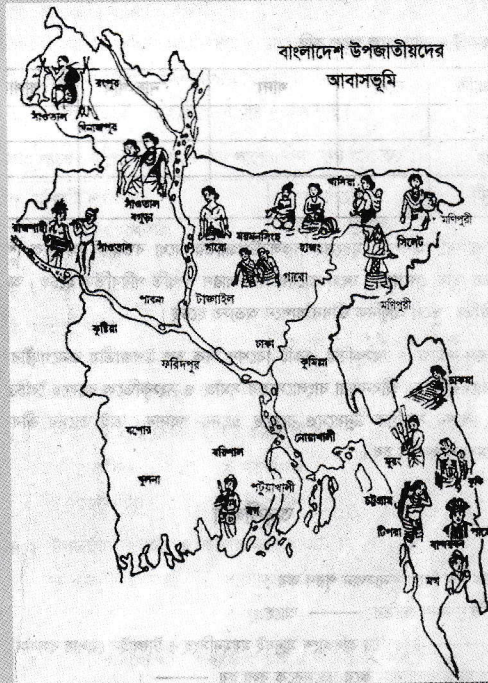 বাংলাদেশ উপজাতীয়দের
আবাসভূমি
রংপুর
সাঁওতাল
দিনাজপুর
সাঁওতাল
বগুড়া
রাজশাহী
সাঁওতাল
গারো
ময়মনসিংহ
হাজং
খাসিয়া
মণিপুরী
সিলেট
গারো
মণিপুরী
পাবনা
টাঙ্গাইল
কুষ্টিয়া
ঢাকা
ফরিদপুর
কুমিল্লা
চাকমা
যশোর
নোয়াখালী
বরিশাল
মুরং
কুকি
খুলনা
পটুয়াখালী
চট্টগ্রাম
মগ
টিপরা
মগ